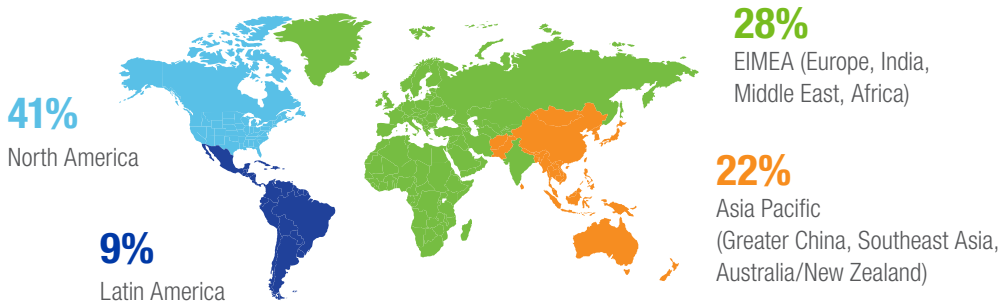 41%
North America
9%
Latin America
28%
EIMEA (Europe, India,
Middle East, Africa)
22%
Asia Pacific
(Greater China, Southeast Asia,
Australia/New Zealand)